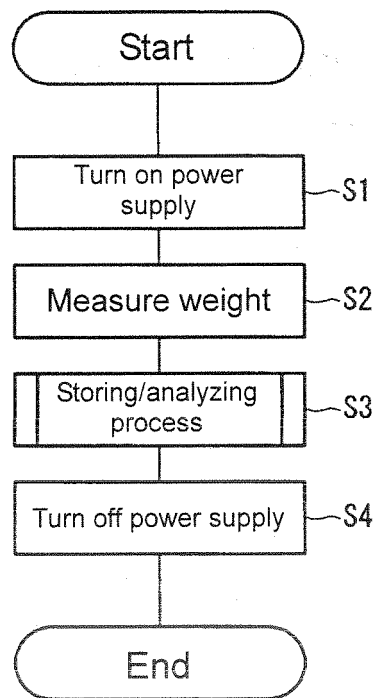 Start
Turn on power
supply
S1
Measure weight
S2
Storing/analyzing
process
S3
Turn off power supply
S4
End